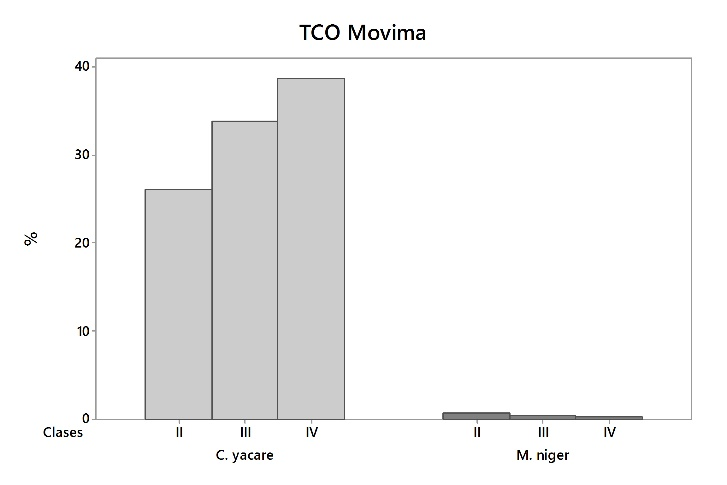 TCO Movima
40
30
%
20
10
0
Clases II III IV II III IV
C. yacare M. niger